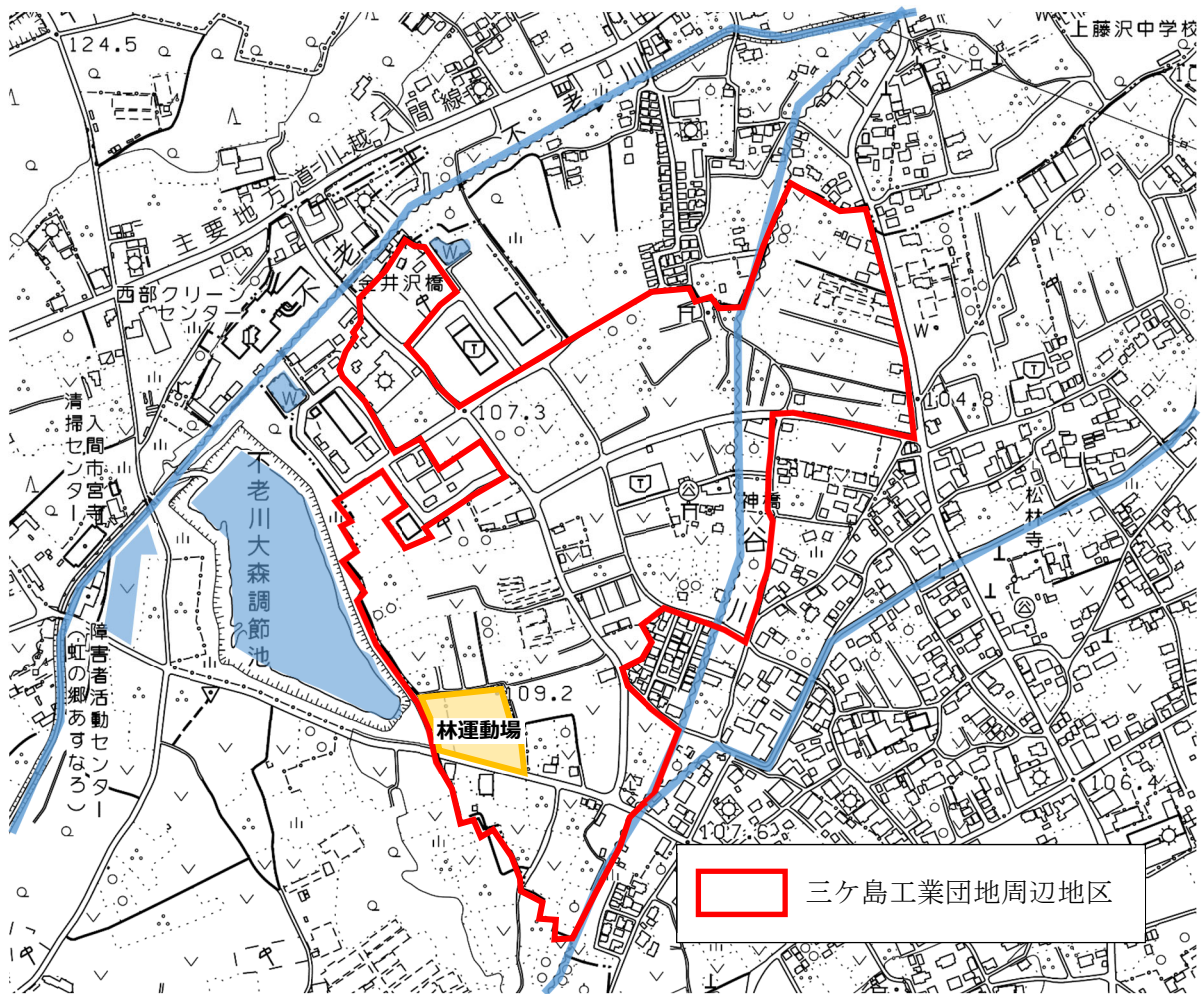 124.5
上藤沢中学校
主要地方道川越入間線
不老川
W
金井沢橋
西部クリーン
センター
不老
W
107.3
W
104.8
入間市宮寺
清掃センター
不老川大森調節池
神橋
谷川
松林寺
障害者活動センター
(虹の郷あすなろ)
109.2
林運動場
106.4
107.6
三ケ島工業団地周辺地区